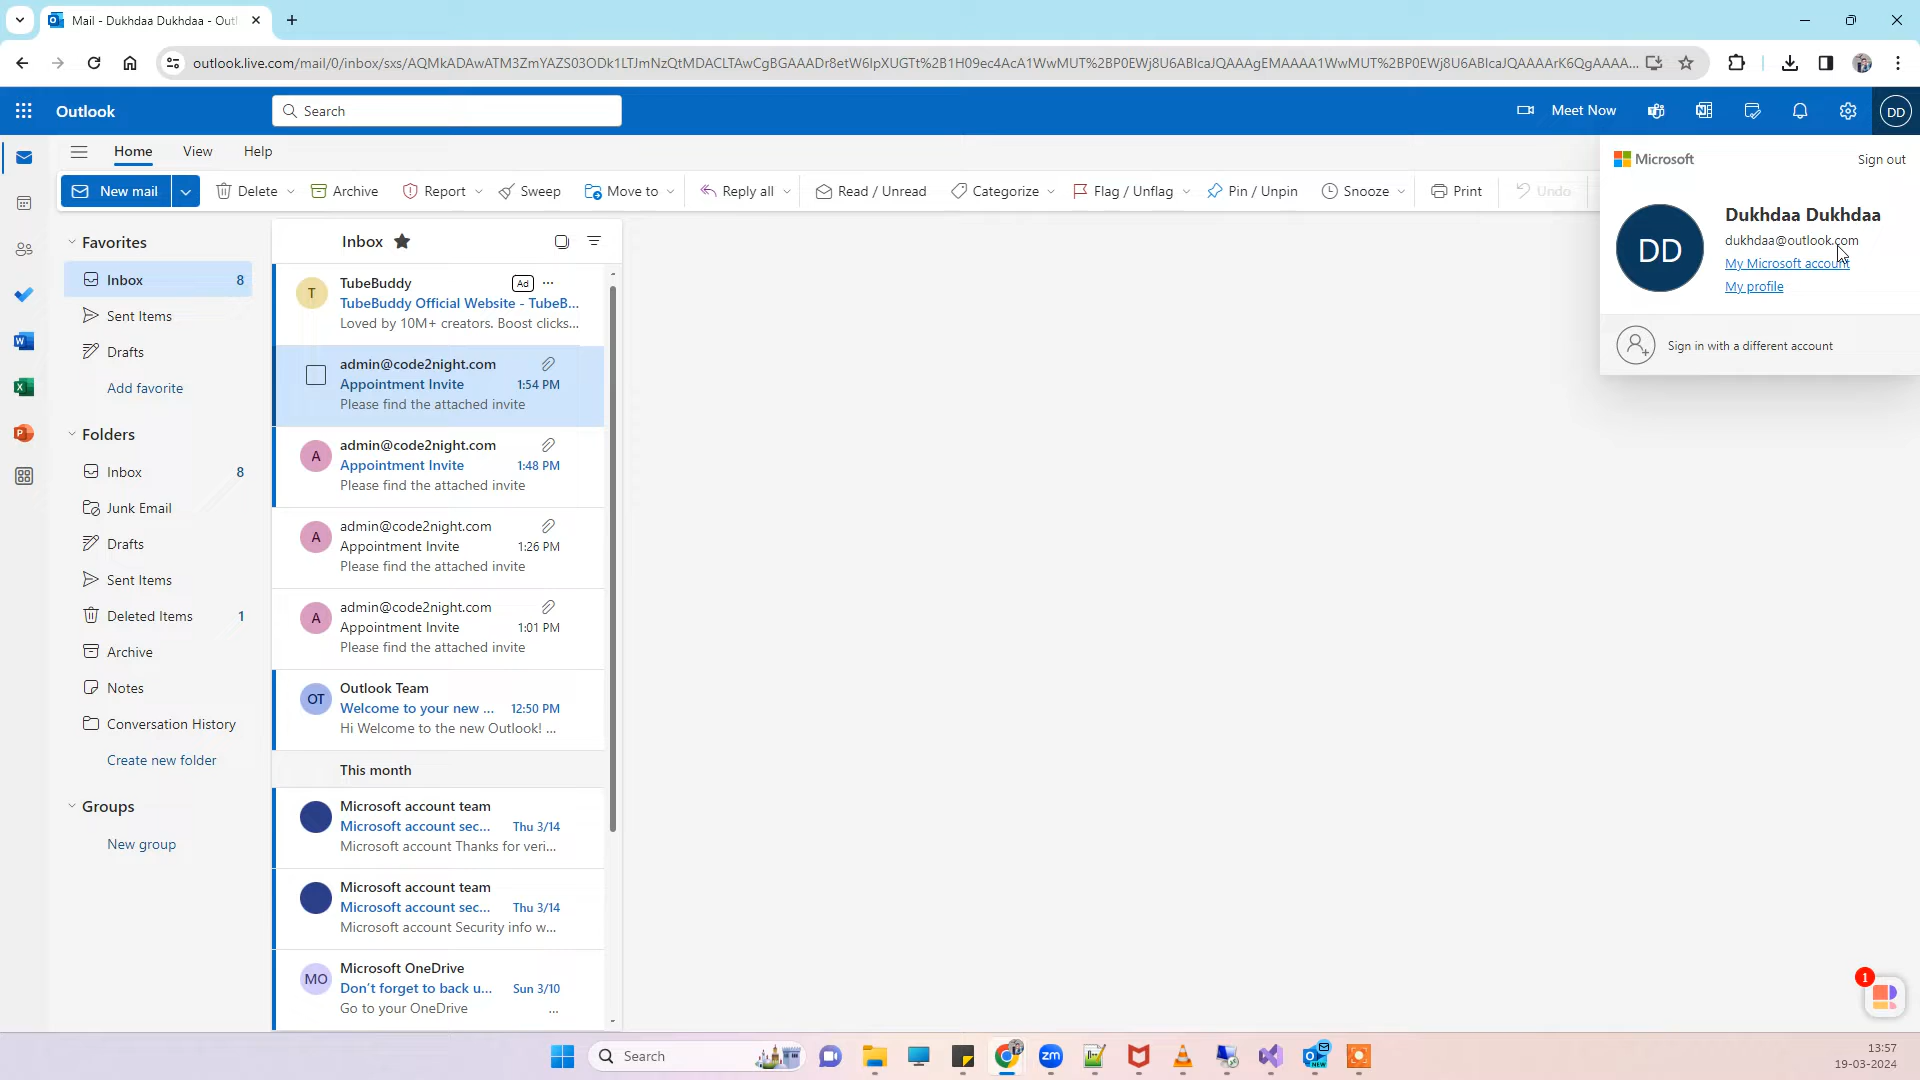 Mail - Dukhdaa Dukhdaa - Outl
outlook.live.com/mail/0/inbox/sxs/AQMkADAwATM3ZmYAZS03ODk1LTJmNzQtMDACLTAwCgBGAAADr8etW6IpXUGTt%2B1H09ec4AcA1WwMUT%2BP0EWj8U6ABIcaJQAAAgEMAAAA1WwMUT%2BP0EWj8U6ABIcaJQAAAArK6QgAAAA...
Outlook
Search
Meet Now
DD
Home View Help
Microsoft
Sign out
New mail Delete Archive Report Sweep Move to Reply all Read / Unread Categorize Flag / Unflag Pin / Unpin Snooze Print Undo
DD
Dukhdaa Dukhdaa
dukhdaa@outlook.com
My Microsoft account
My profile
Sign in with a different account
Favorites
Inbox 8
Sent Items
Drafts
Add favorite
Folders
Inbox 8
Junk Email
Drafts
Sent Items
Deleted Items 1
Archive
Notes
Conversation History
Create new folder
Groups
New group
Inbox
T
TubeBuddy Ad ...
TubeBuddy Official Website - TubeB...
Loved by 10M+ creators. Boost clicks...
admin@code2night.com
Appointment Invite 1:54 PM
Please find the attached invite
A
admin@code2night.com
Appointment Invite 1:48 PM
Please find the attached invite
A
admin@code2night.com
Appointment Invite 1:26 PM
Please find the attached invite
A
admin@code2night.com
Appointment Invite 1:01 PM
Please find the attached invite
OT
Outlook Team
Welcome to your new ... 12:50 PM
Hi Welcome to the new Outlook! ...
This month
Microsoft account team
Microsoft account sec... Thu 3/14
Microsoft account Thanks for veri...
Microsoft account team
Microsoft account sec... Thu 3/14
Microsoft account Security info w...
MO
Microsoft OneDrive
Don't forget to back u... Sun 3/10
Go to your OneDrive ...
1
Search
zm
NEW
13:57
19-03-2024